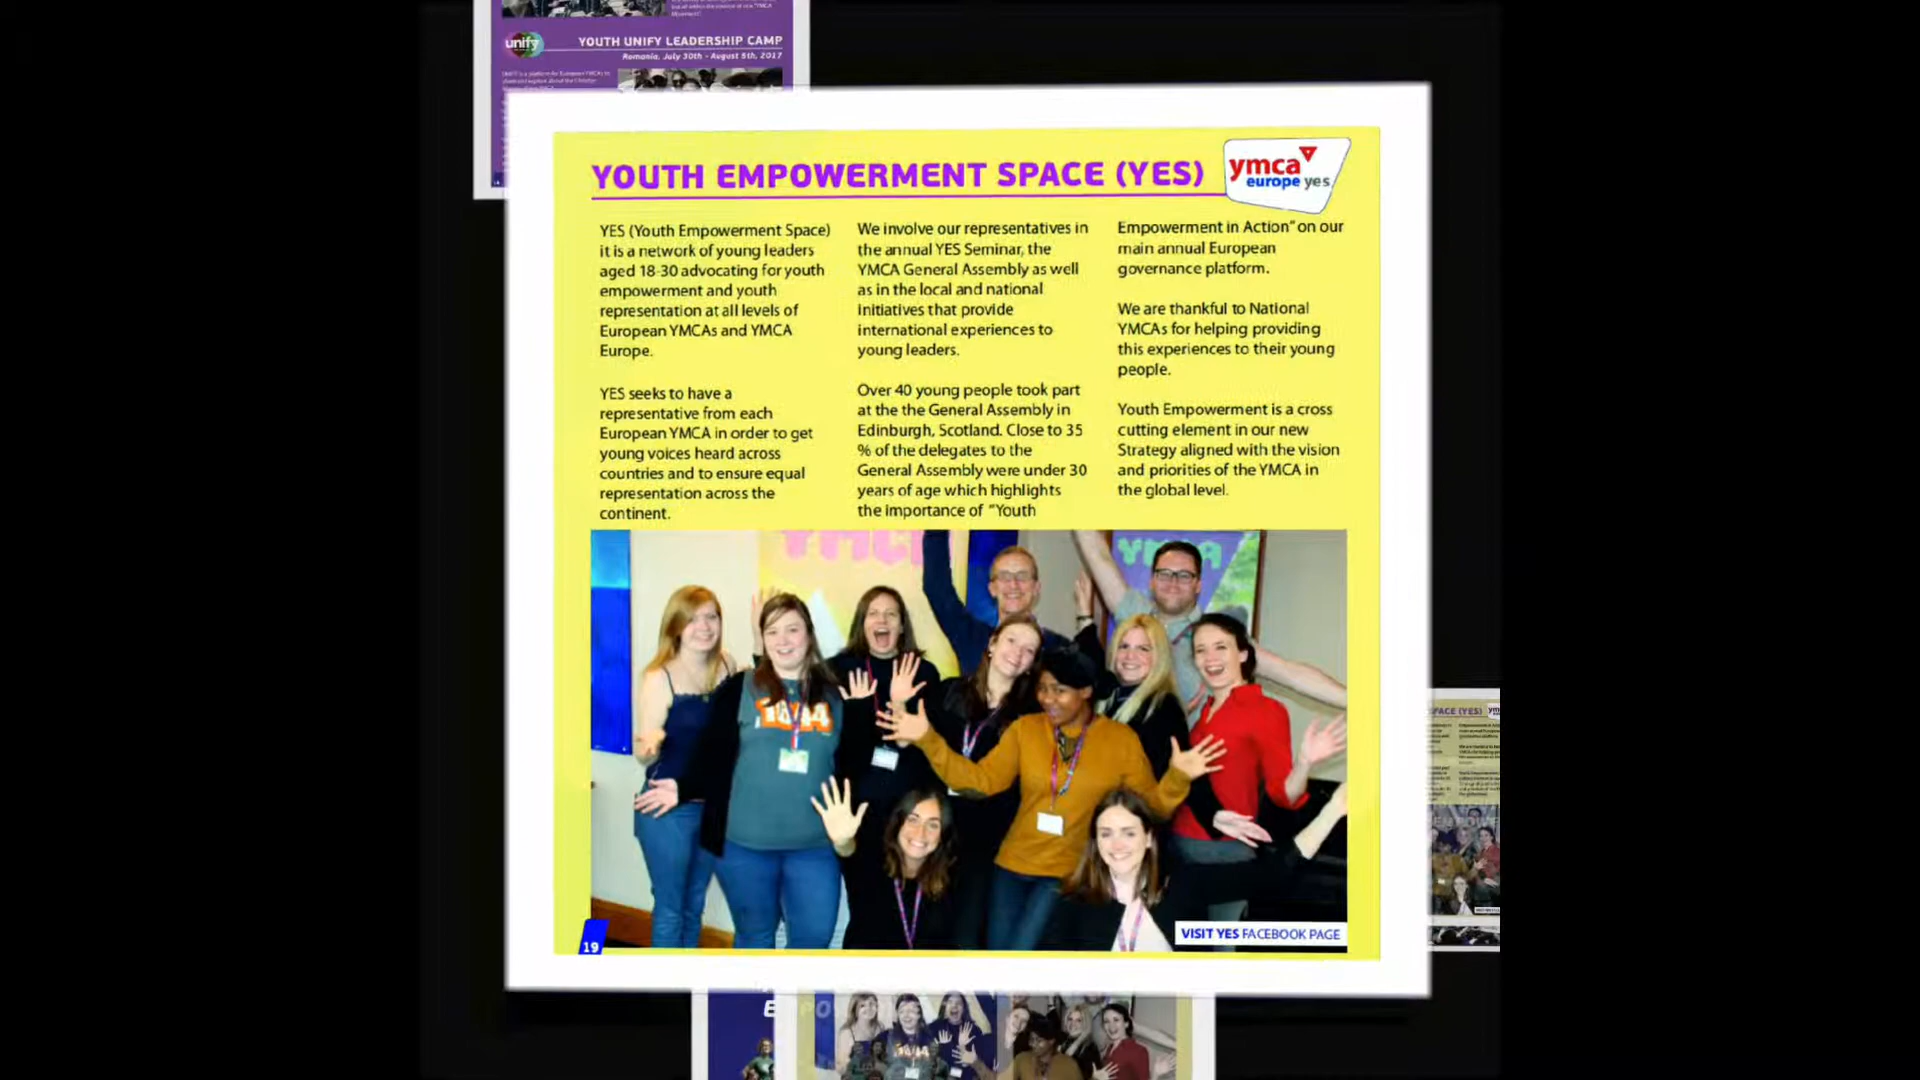 YOUTH UNIFY LEADERSHIP CAMP
unify
Romania, July 30th - August 5th, 2017
YOUTH EMPOWERMENT SPACE (YES)
ymca
europe yes
YES (Youth Empowerment Space)
it is a network of young leaders
aged 18-30 advocating for youth
empowerment and youth
representation at all levels of
European YMCAs and YMCA
Europe.
YES seeks to have a
representative from each
European YMCA in order to get
young voices heard across
countries and to ensure equal
representation across the
continent.
We involve our representatives in
the annual YES Seminar, the
YMCA General Assembly as well
as in the local and national
initiatives that provide
international experiences to
young leaders.
Over 40 young people took part
at the the General Assembly in
Edinburgh, Scotland. Close to 35
% of the delegates to the
General Assembly were under 30
years of age which highlights
the importance of "Youth
Empowerment in Action" on our
main annual European
governance platform.
We are thankful to National
YMCAs for helping providing
this experiences to their young
people.
Youth Empowerment is a cross
cutting element in our new
Strategy aligned with the vision
and priorities of the YMCA in
the global level.
YMCA
YMCA
VISIT YES FACEBOOK PAGE
19
SPACE (YES)